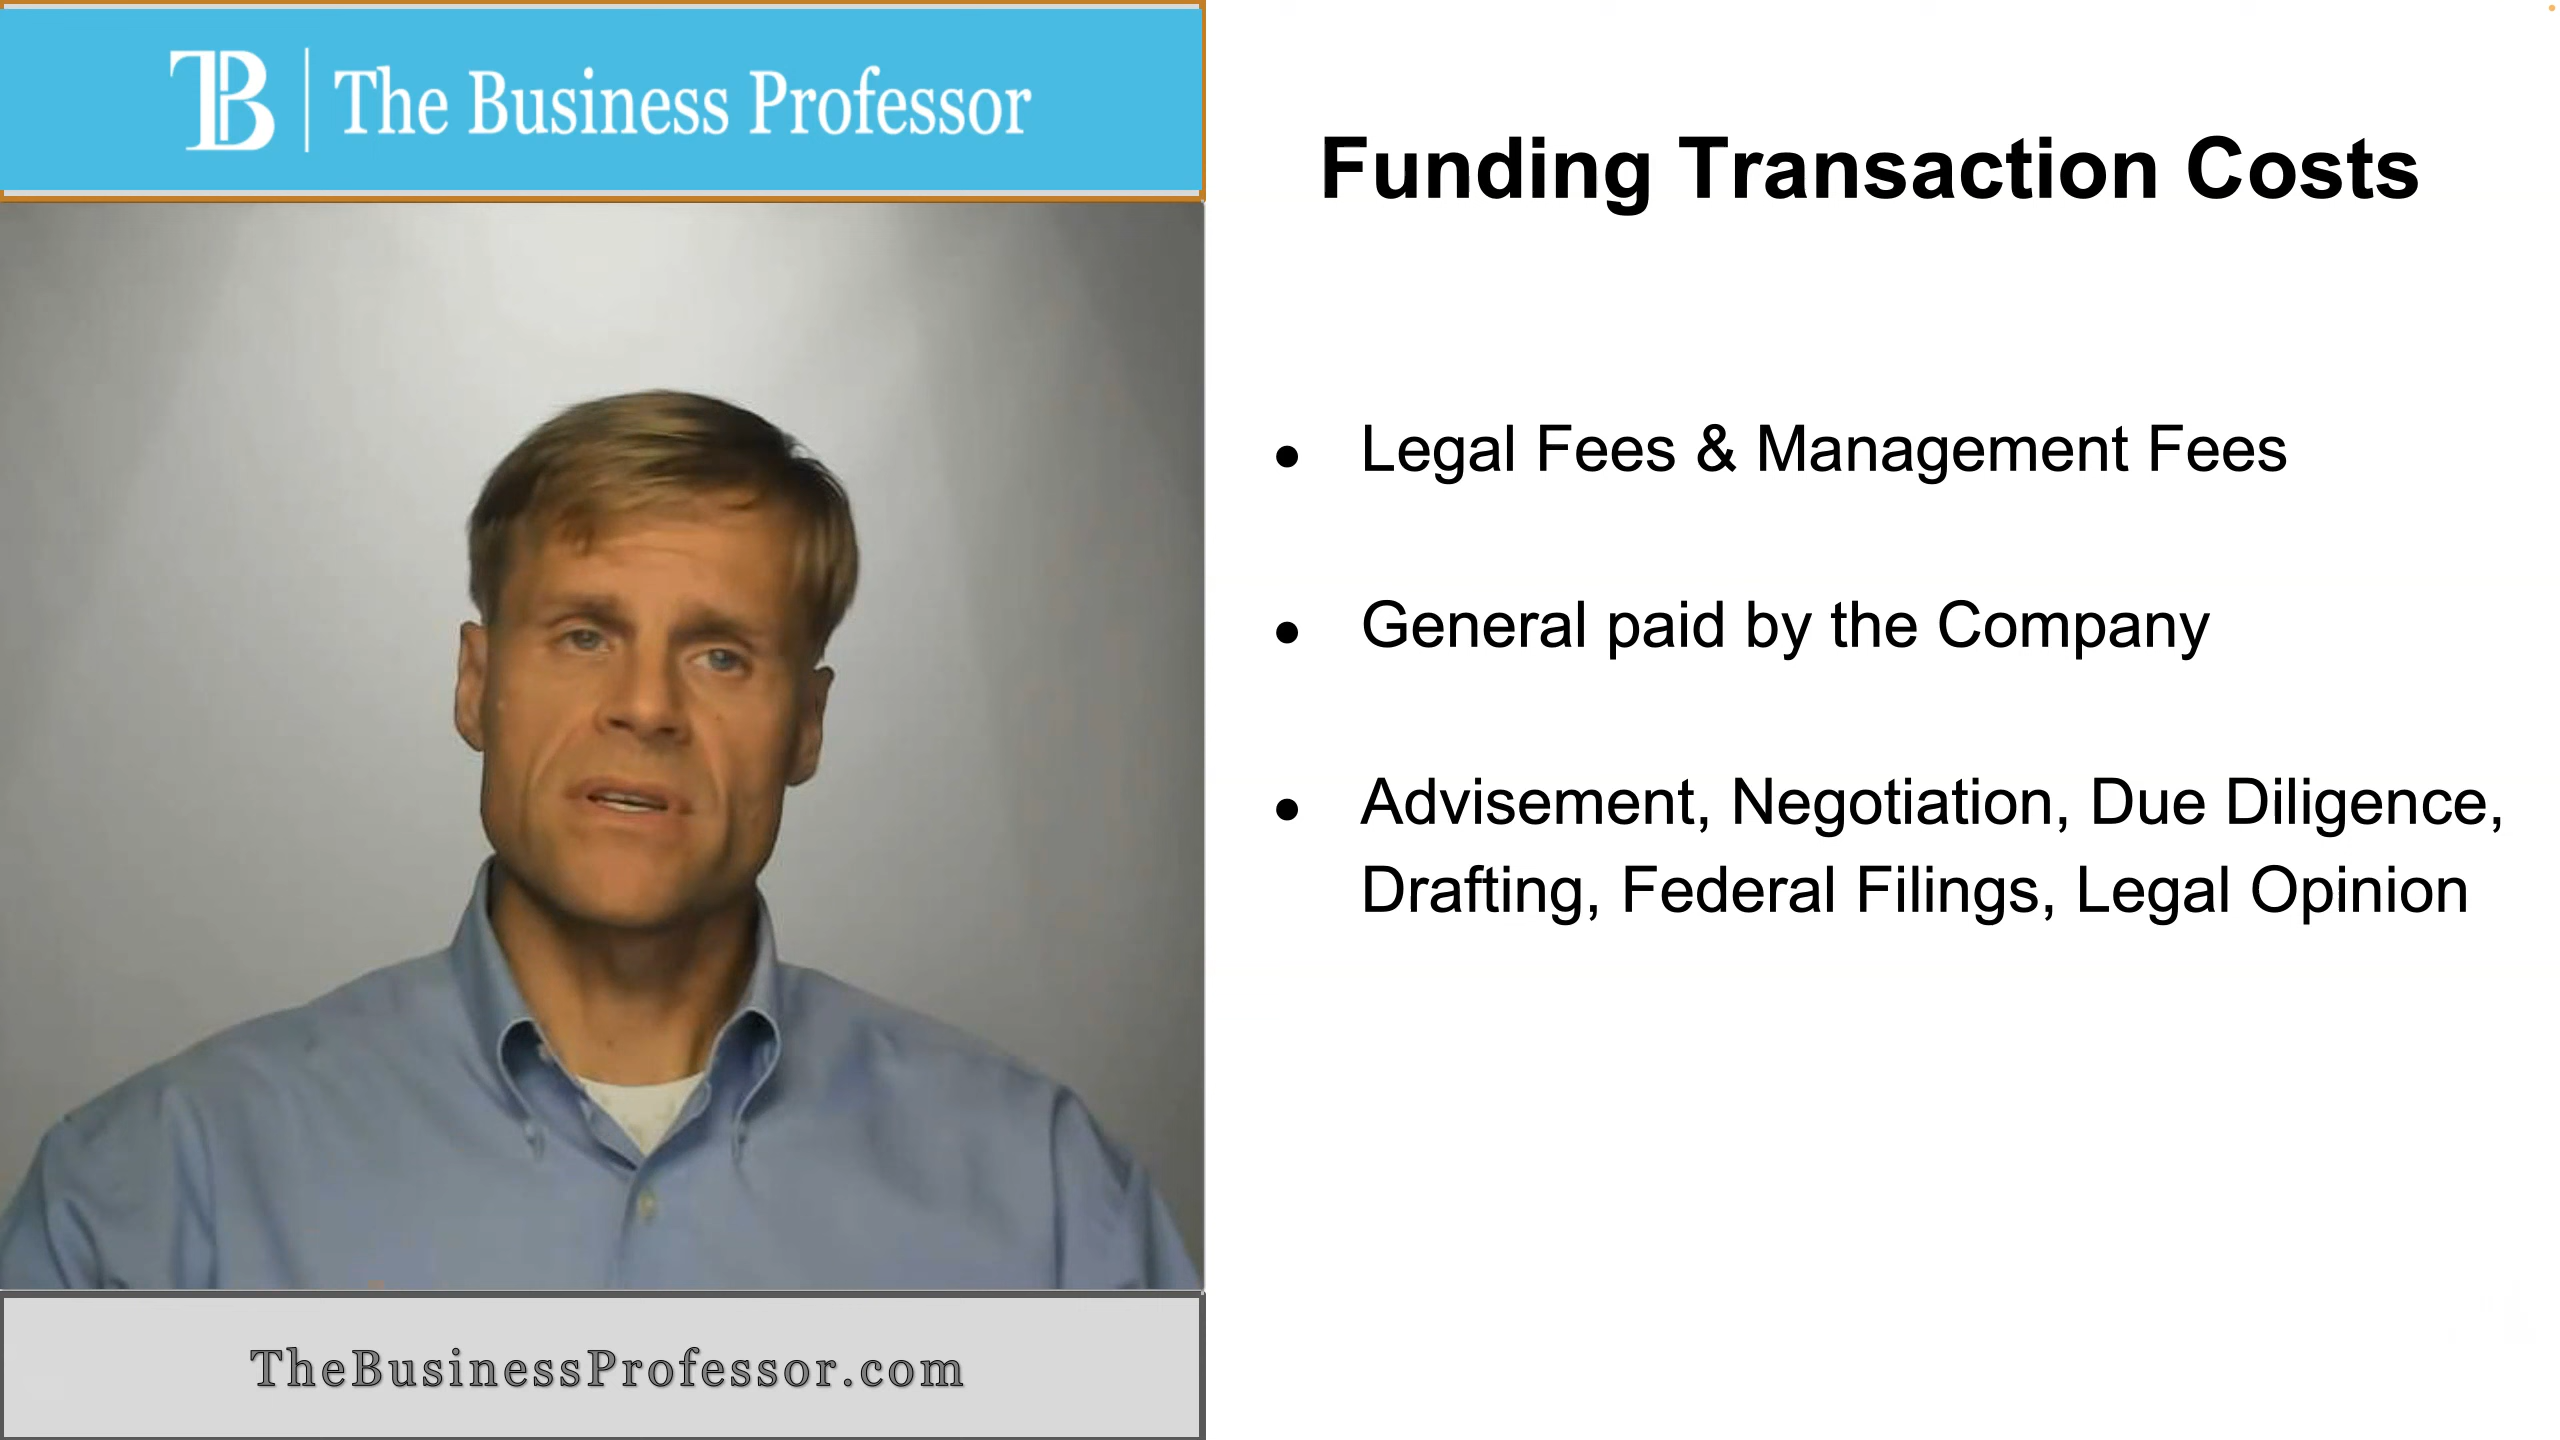 TB The Business Professor
Funding Transaction Costs
● Legal Fees & Management Fees
● General paid by the Company
● Advisement, Negotiation, Due Diligence,
Drafting, Federal Filings, Legal Opinion
TheBusinessProfessor.com